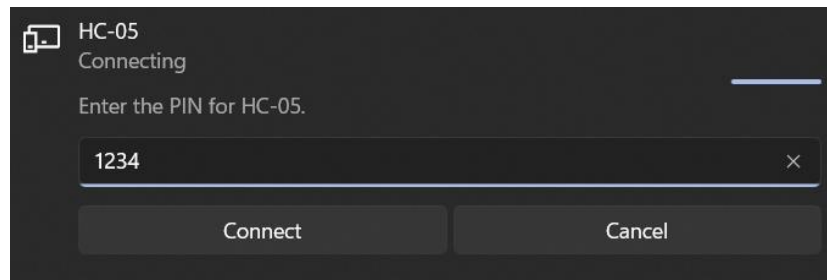 HC-05
Connecting
Enter the PIN for HC-05.
1234
Connect
Cancel